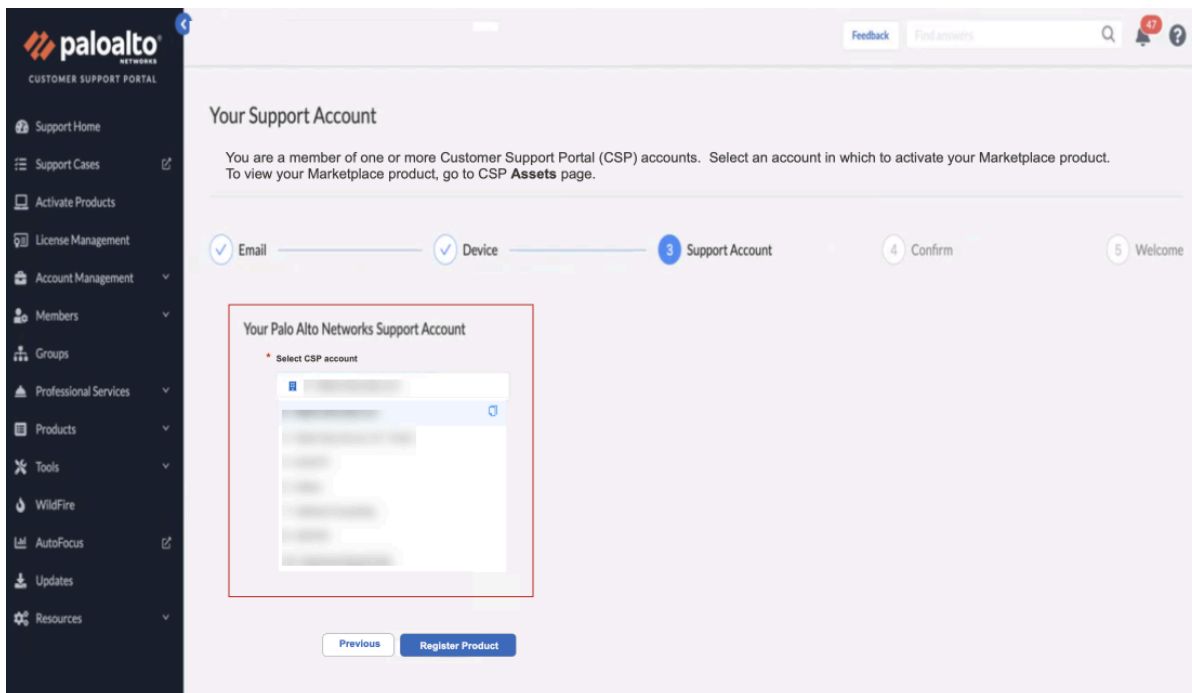 paloalto
NETWORKS
CUSTOMER SUPPORT PORTAL
Support Home
Support Cases
Activate Products
License Management
Account Management
Members
Groups
Professional Services
Products
Tools
WildFire
AutoFocus
Updates
Resources
Feedback
Find answers
47
Your Support Account
You are a member of one or more Customer Support Portal (CSP) accounts. Select an account in which to activate your Marketplace product.
To view your Marketplace product, go to CSP Assets page.
Email
Device
3 Support Account
4 Confirm
5 Welcome
Your Palo Alto Networks Support Account
* Select CSP account
Previous
Register Product